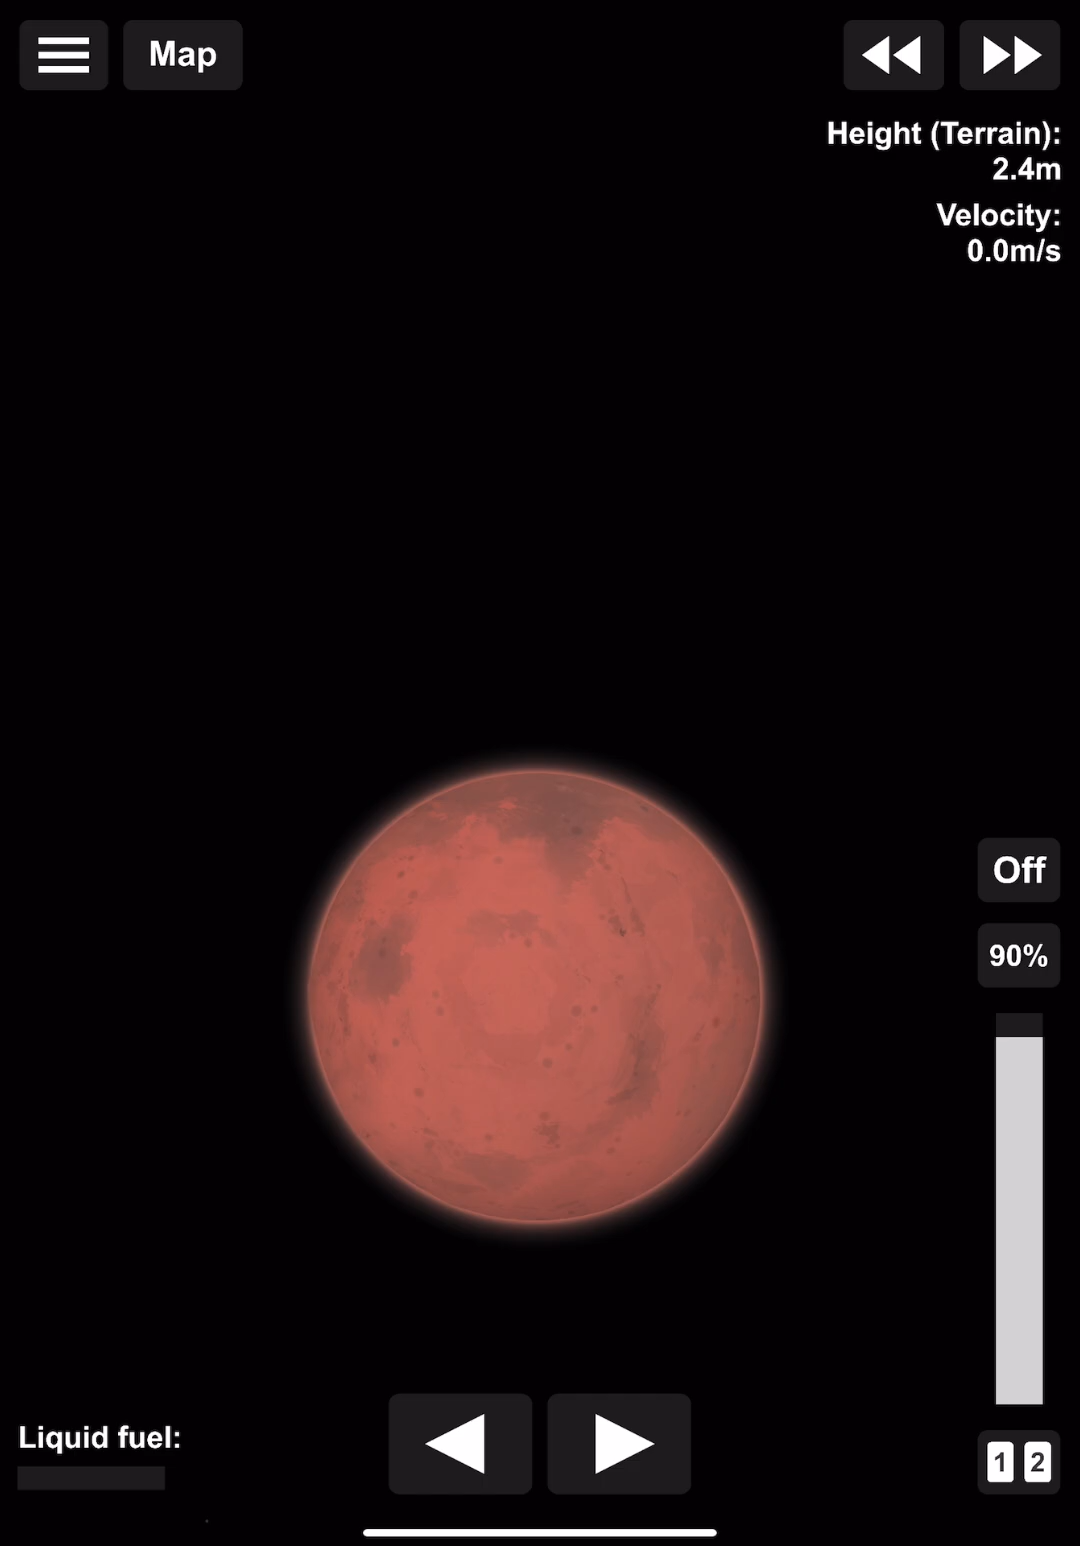 Map
Height (Terrain):
2.4m
Velocity:
0.0m/s
Off
90%
Liquid fuel:
1 2